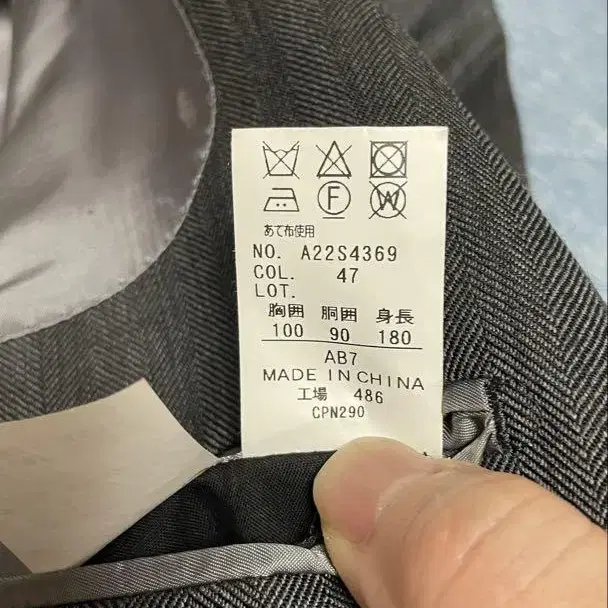 F W
あて布使用
NO. A22S4369
COL. 47
LOT.
胸囲 胴囲 身長
100 90 180
AB7
MADE IN CHINA
工場 486
CPN290